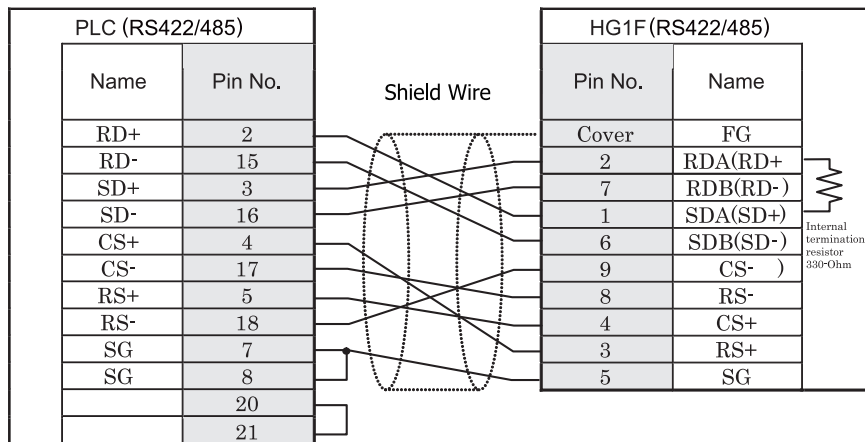 PLC (RS422/485)
Name Pin No.
RD+ 2
RD- 15
SD+ 3
SD- 16
CS+ 4
CS- 17
RS+ 5
RS- 18
SG 7
SG 8
20
21
Shield Wire
HG1F(RS422/485)
Pin No. Name
Cover FG
2 RDA(RD+
7 RDB(RD-)
1 SDA(SD+)
6 SDB(SD-)
9 CS- )
8 RS-
4 CS+
3 RS+
5 SG
Internal
termination
resistor
330-Ohm